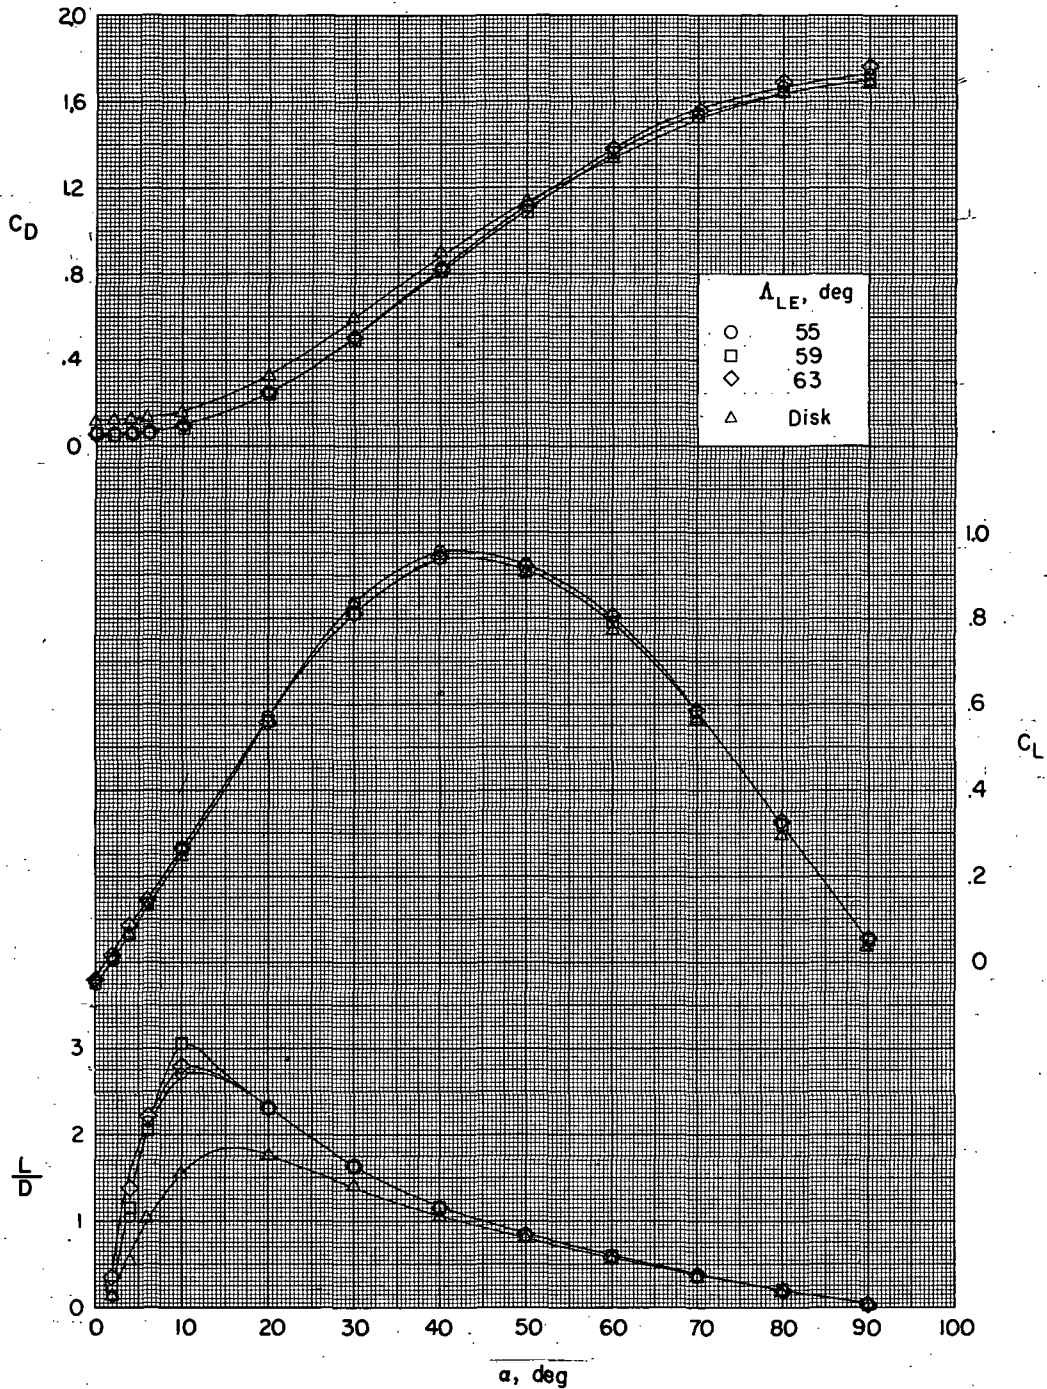 2.0
1.6
1.2
.8
.4
0
C_D
Λ_LE, deg
○ 55
□ 59
◇ 63
△ Disk
1.0
.8
.6
.4
.2
0
C_L
3
2
1
0
L/D
0 10 20 30 40 50 60 70 80 90 100
α, deg